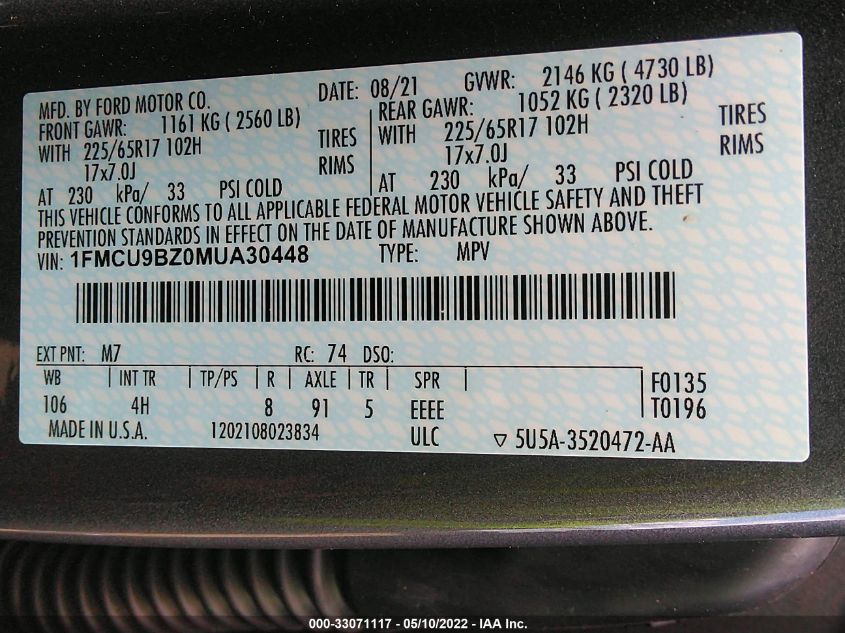 MFD. BY FORD MOTOR CO. DATE: 08/21 GVWR: 2146 KG ( 4730 LB)
FRONT GAWR: 1161 KG ( 2560 LB) REAR GAWR: 1052 KG ( 2320 LB)
WITH 225/65R17 102H TIRES WITH 225/65R17 102H TIRES
17x7.0J RIMS 17x7.0J RIMS
AT 230 kPa/ 33 PSI COLD AT 230 kPa/ 33 PSI COLD
THIS VEHICLE CONFORMS TO ALL APPLICABLE FEDERAL MOTOR VEHICLE SAFETY AND THEFT
PREVENTION STANDARDS IN EFFECT ON THE DATE OF MANUFACTURE SHOWN ABOVE.
VIN: 1FMCU9BZ0MUA30448 TYPE: MPV
EXT PNT: M7 RC: 74 DSO:
WB INT TR TP/PS R AXLE TR SPR F0135
106 4H 8 91 5 EEEE T0196
MADE IN U.S.A. 1202108023834 ULC ▽ 5U5A-3520472-AA
000-33071117 - 05/10/2022 - IAA Inc.